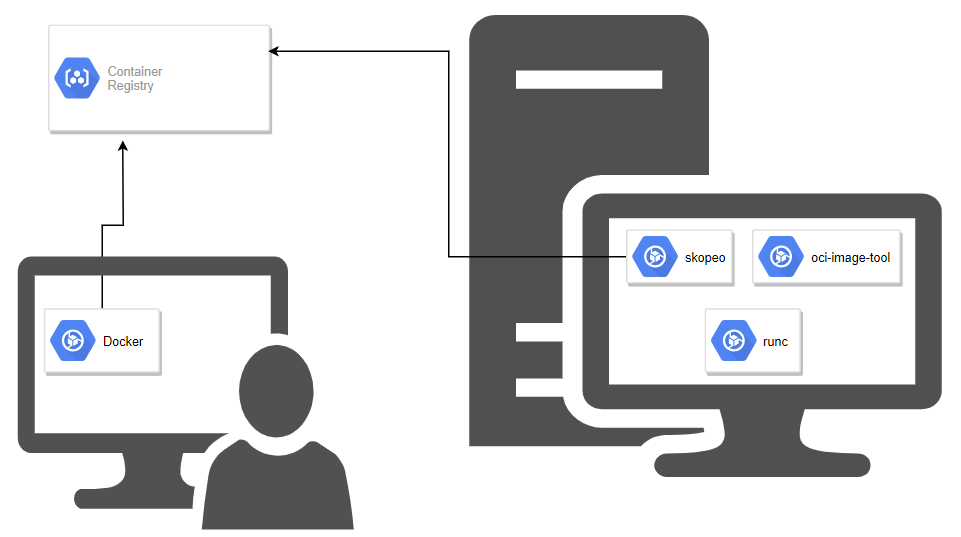 Container
Registry
skopeo
oci-image-tool
Docker
runc